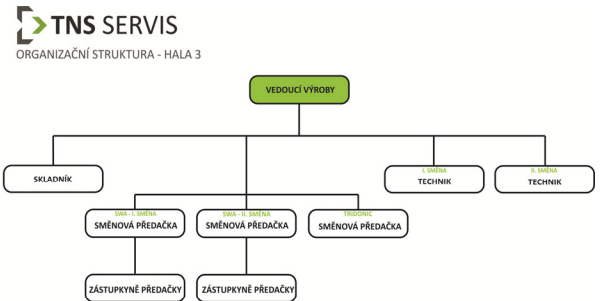 TNS SERVIS
ORGANIZAČNÍ STRUKTURA - HALA 3
VEDOUCÍ VÝROBY
SKLADNÍK
I. SMĚNA
TECHNIK
II. SMĚNA
TECHNIK
SWA - I. SMĚNA
SMĚNOVÁ PŘEDAČKA
SWA - II. SMĚNA
SMĚNOVÁ PŘEDAČKA
TRIDONIC
SMĚNOVÁ PŘEDAČKA
ZÁSTUPKYNĚ PŘEDAČKY
ZÁSTUPKYNĚ PŘEDAČKY